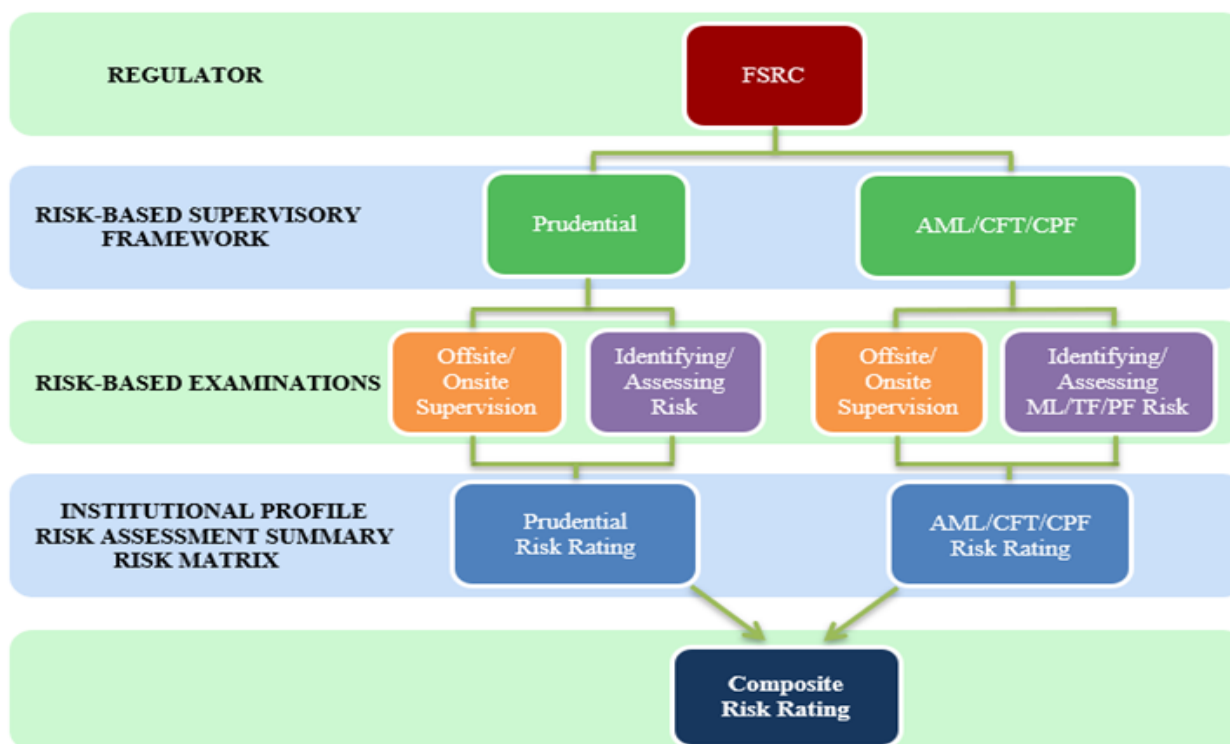 REGULATOR
FSRC
RISK-BASED SUPERVISORY
FRAMEWORK
Prudential
AML/CFT/CPF
RISK-BASED EXAMINATIONS
Offsite/
Onsite
Supervision
Identifying/
Assessing
Risk
Offsite/
Onsite
Supervision
Identifying/
Assessing
ML/TF/PF Risk
INSTITUTIONAL PROFILE
RISK ASSESSMENT SUMMARY
RISK MATRIX
Prudential
Risk Rating
AML/CFT/CPF
Risk Rating
Composite
Risk Rating